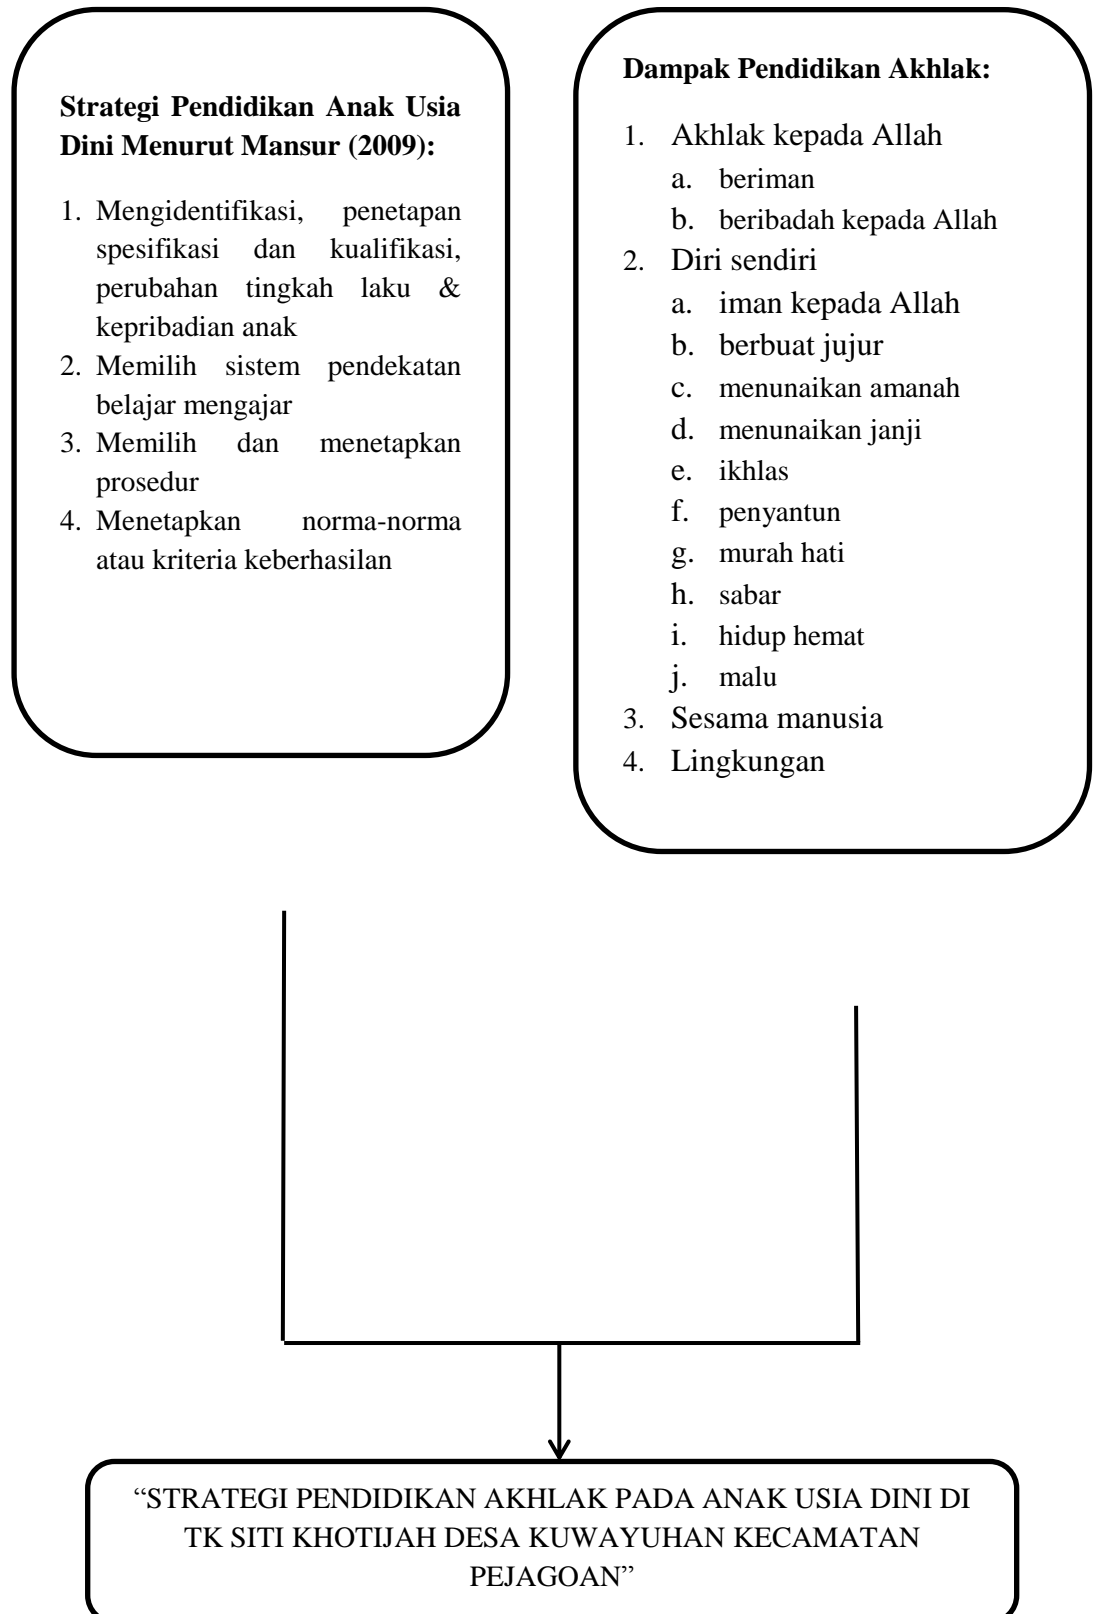 Strategi Pendidikan Anak Usia
Dini Menurut Mansur (2009):
1. Mengidentifikasi, penetapan
spesifikasi dan kualifikasi,
perubahan tingkah laku &
kepribadian anak
2. Memilih sistem pendekatan
belajar mengajar
3. Memilih dan menetapkan
prosedur
4. Menetapkan norma-norma
atau kriteria keberhasilan
Dampak Pendidikan Akhlak:
1. Akhlak kepada Allah
a. beriman
b. beribadah kepada Allah
2. Diri sendiri
a. iman kepada Allah
b. berbuat jujur
c. menunaikan amanah
d. menunaikan janji
e. ikhlas
f. penyantun
g. murah hati
h. sabar
i. hidup hemat
j. malu
3. Sesama manusia
4. Lingkungan
“STRATEGI PENDIDIKAN AKHLAK PADA ANAK USIA DINI DI
TK SITI KHOTIJAH DESA KUWAYUHAN KECAMATAN
PEJAGOAN”